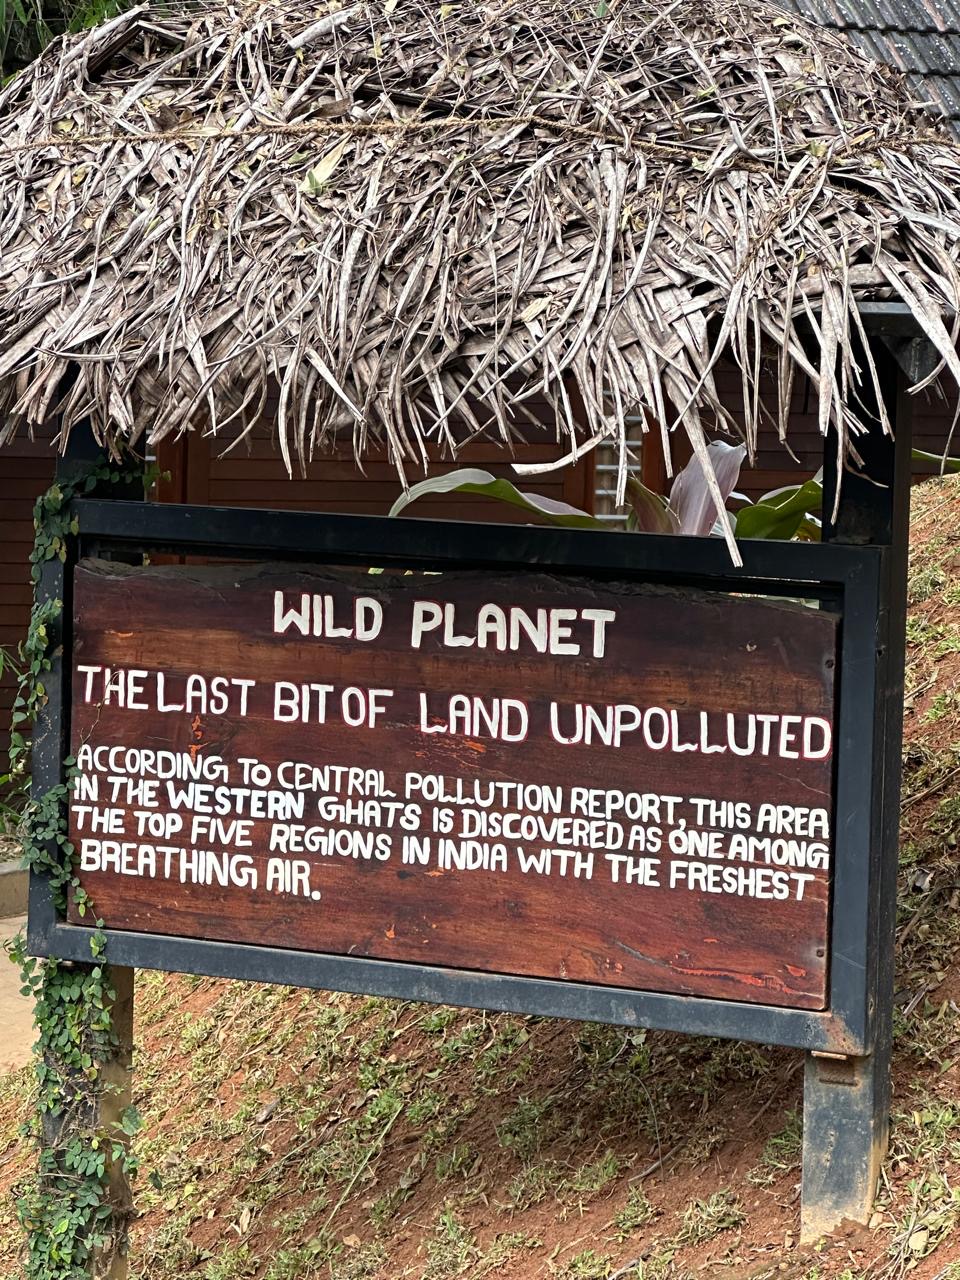 WILD PLANET
THE LAST BIT OF LAND UNPOLLUTED
ACCORDING TO CENTRAL POLLUTION REPORT, THIS AREA
IN THE WESTERN GHATS IS DISCOVERED AS ONE AMONG
THE TOP FIVE REGIONS IN INDIA WITH THE FRESHEST
BREATHING AIR.